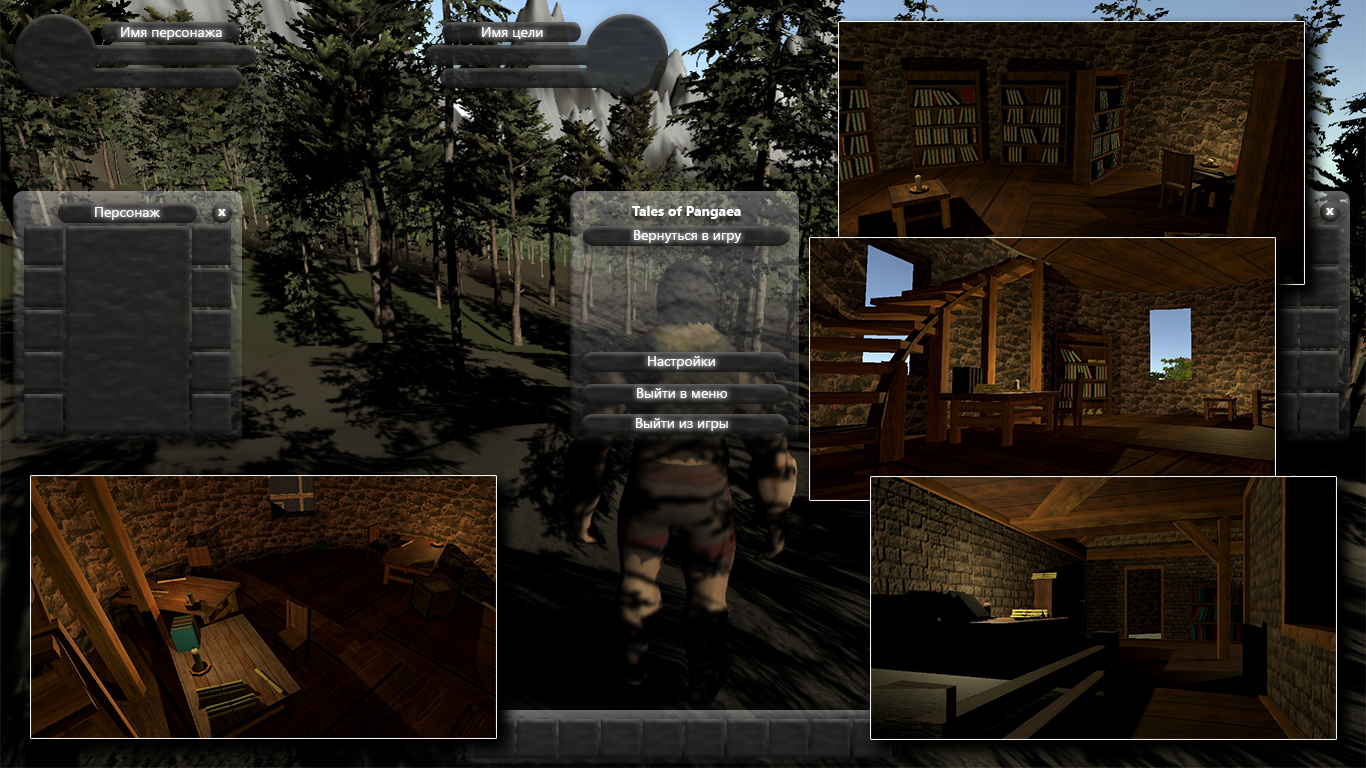 Имя персонажа
Имя цели
Персонаж
x
Tales of Pangaea
Вернуться в игру
Настройки
Выйти в меню
Выйти из игры
x